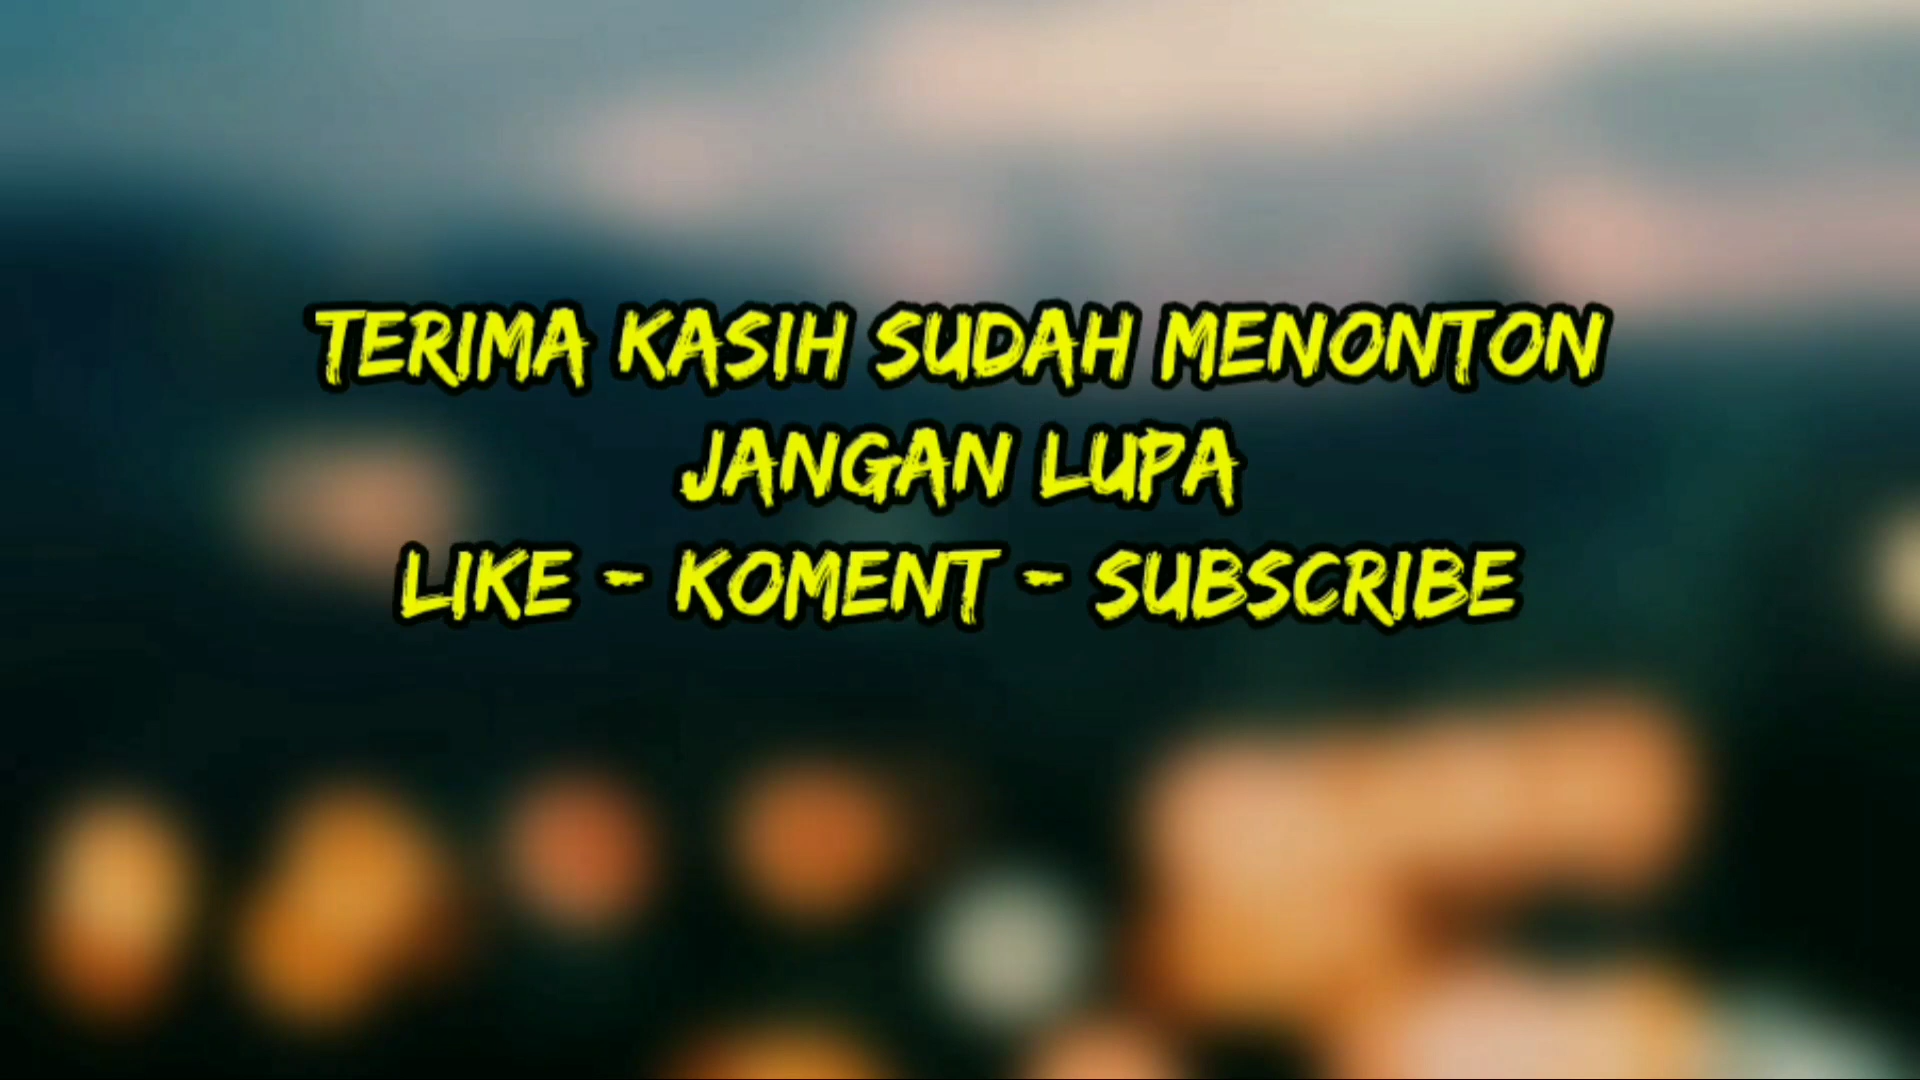 TERIMA KASIH SUDAH MENONTON
JANGAN LUPA
LIKE - KOMENT - SUBSCRIBE